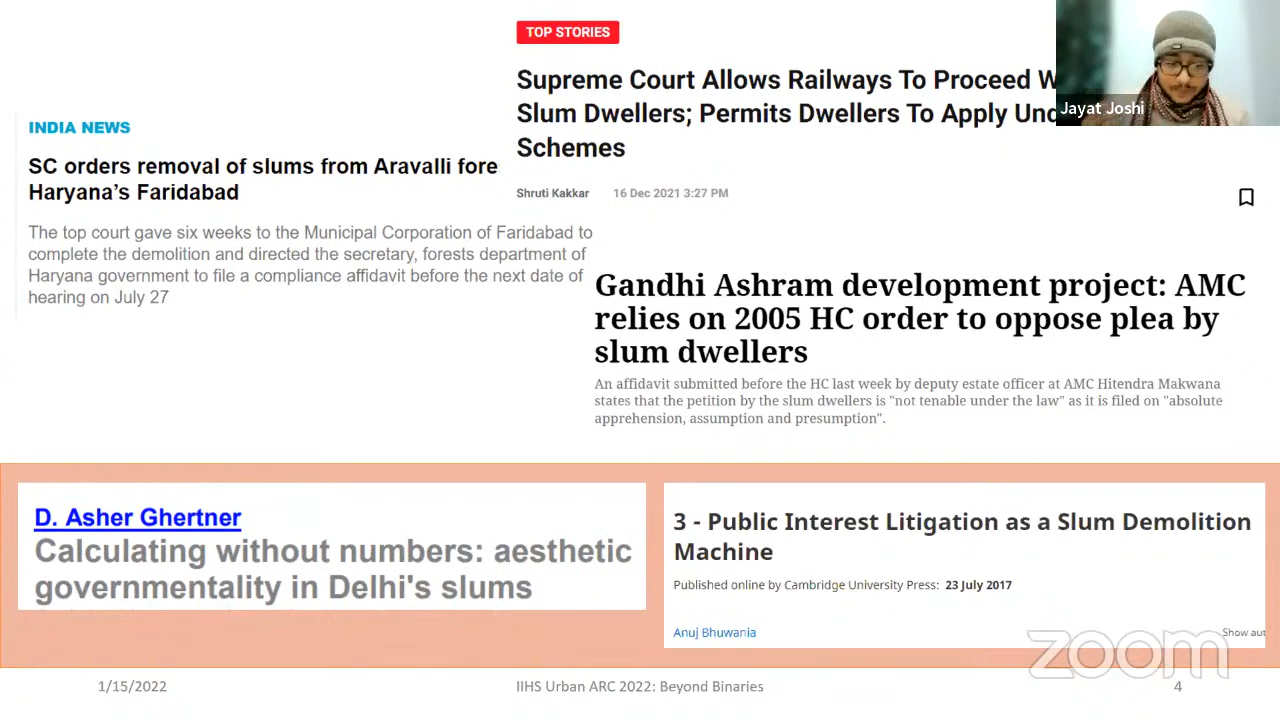 TOP STORIES
Supreme Court Allows Railways To Proceed
Slum Dwellers; Permits Dwellers To Apply
Schemes
Shruti Kakkar 16 Dec 2021 3:27 PM
Jayat Joshi
INDIA NEWS
SC orders removal of slums from Aravalli fore
Haryana’s Faridabad
The top court gave six weeks to the Municipal Corporation of Faridabad to
complete the demolition and directed the secretary, forests department of
Haryana government to file a compliance affidavit before the next date of
hearing on July 27
Gandhi Ashram development project: AMC
relies on 2005 HC order to oppose plea by
slum dwellers
An affidavit submitted before the HC last week by deputy estate officer at AMC Hitendra Makwana
states that the petition by the slum dwellers is "not tenable under the law" as it is filed on "absolute
apprehension, assumption and presumption".
D. Asher Ghertner
Calculating without numbers: aesthetic
governmentality in Delhi's slums
3 - Public Interest Litigation as a Slum Demolition
Machine
Published online by Cambridge University Press: 23 July 2017
Anuj Bhuwania Show aut
zoom
1/15/2022 IIHS Urban ARC 2022: Beyond Binaries 4